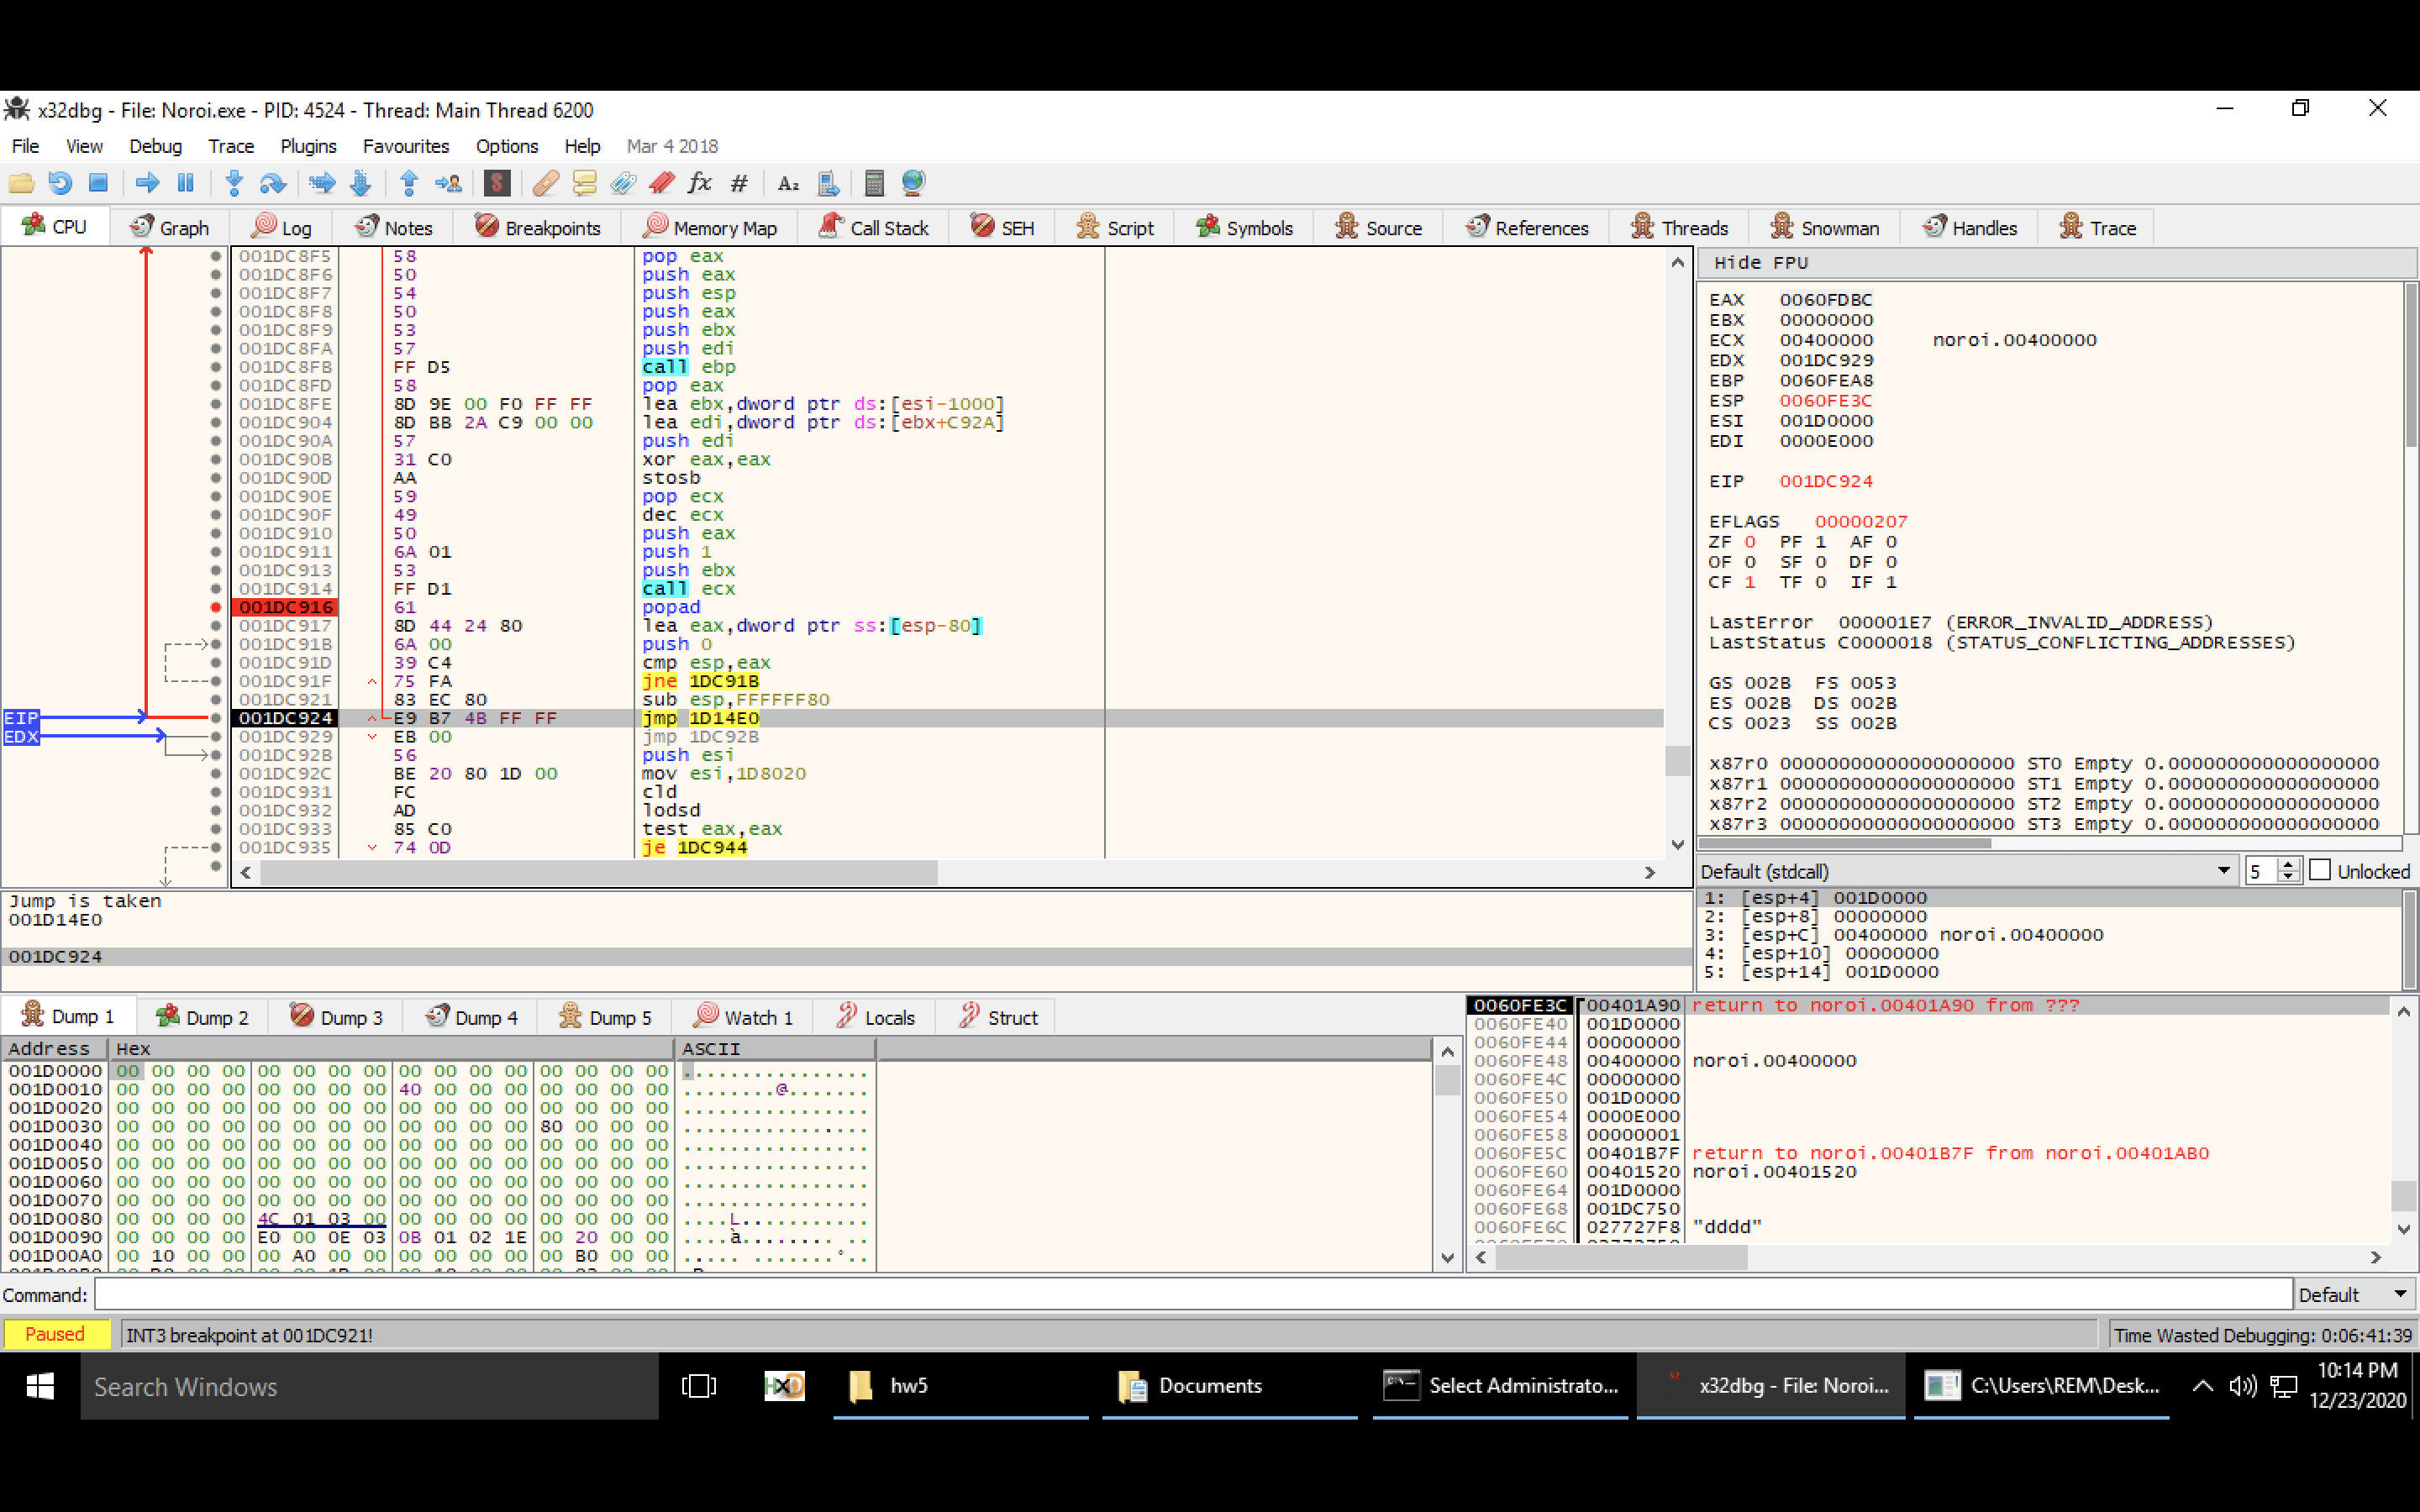 x32dbg - File: Noroi.exe - PID: 4524 - Thread: Main Thread 6200
File View Debug Trace Plugins Favourites Options Help Mar 4 2018
CPU Graph Log Notes Breakpoints Memory Map Call Stack SEH Script Symbols Source References Threads Snowman Handles Trace
001DC8F5 58 pop eax
001DC8F6 50 push eax
001DC8F7 54 push esp
001DC8F8 50 push eax
001DC8F9 53 push ebx
001DC8FA 57 push edi
001DC8FB FF D5 call ebp
001DC8FD 58 pop eax
001DC8FE 8D 9E 00 F0 FF FF lea ebx,dword ptr ds:[esi-1000]
001DC904 8D BB 2A C9 00 00 lea edi,dword ptr ds:[ebx+C92A]
001DC90A 57 push edi
001DC90B 31 C0 xor eax,eax
001DC90D AA stosb
001DC90E 59 pop ecx
001DC90F 49 dec ecx
001DC910 50 push eax
001DC911 6A 01 push 1
001DC913 53 push ebx
001DC914 FF D1 call ecx
001DC916 61 popad
001DC917 8D 44 24 80 lea eax,dword ptr ss:[esp-80]
001DC91B 6A 00 push 0
001DC91D 39 C4 cmp esp,eax
001DC91F 75 FA jne 1DC91B
001DC921 83 EC 80 sub esp,FFFFFF80
EIP 001DC924 E9 B7 4B FF FF jmp 1D14E0
EDX 001DC929 EB 00 jmp 1DC92B
001DC92B 56 push esi
001DC92C BE 20 80 1D 00 mov esi,1D8020
001DC931 FC cld
001DC932 AD lodsd
001DC933 85 C0 test eax,eax
001DC935 74 0D je 1DC944
Hide FPU
EAX 0060FDBC
EBX 00000000
ECX 00400000 noroi.00400000
EDX 001DC929
EBP 0060FEA8
ESP 0060FE3C
ESI 001D0000
EDI 0000E000
EIP 001DC924
EFLAGS 00000207
ZF 0 PF 1 AF 0
OF 0 SF 0 DF 0
CF 1 TF 0 IF 1
LastError 000001E7 (ERROR_INVALID_ADDRESS)
LastStatus C0000018 (STATUS_CONFLICTING_ADDRESSES)
GS 002B FS 0053
ES 002B DS 002B
CS 0023 SS 002B
x87r0 00000000000000000000 ST0 Empty 0.000000000000000000
x87r1 00000000000000000000 ST1 Empty 0.000000000000000000
x87r2 00000000000000000000 ST2 Empty 0.000000000000000000
x87r3 00000000000000000000 ST3 Empty 0.000000000000000000
Default (stdcall) 5 Unlocked
1: [esp+4] 001D0000
2: [esp+8] 00000000
3: [esp+C] 00400000 noroi.00400000
4: [esp+10] 00000000
5: [esp+14] 001D0000
Jump is taken
001D14E0
001DC924
Dump 1 Dump 2 Dump 3 Dump 4 Dump 5 Watch 1 Locals Struct
Address Hex ASCII
001D0000 00 00 00 00 00 00 00 00 00 00 00 00 00 00 00 00 ................
001D0010 00 00 00 00 00 00 00 00 40 00 00 00 00 00 00 00 ........@.......
001D0020 00 00 00 00 00 00 00 00 00 00 00 00 00 00 00 00 ................
001D0030 00 00 00 00 00 00 00 00 00 00 00 00 80 00 00 00 ................
001D0040 00 00 00 00 00 00 00 00 00 00 00 00 00 00 00 00 ................
001D0050 00 00 00 00 00 00 00 00 00 00 00 00 00 00 00 00 ................
001D0060 00 00 00 00 00 00 00 00 00 00 00 00 00 00 00 00 ................
001D0070 00 00 00 00 00 00 00 00 00 00 00 00 00 00 00 00 ................
001D0080 00 00 00 00 4C 01 03 00 00 00 00 00 00 00 00 00 ....L...........
001D0090 00 00 00 00 E0 00 0E 03 0B 01 02 1E 00 20 00 00 ....à........ ..
001D00A0 00 10 00 00 00 A0 00 00 00 00 00 00 00 B0 00 00 ..... .......°..
0060FE3C 00401A90 return to noroi.00401A90 from ???
0060FE40 001D0000
0060FE44 00000000
0060FE48 00400000 noroi.00400000
0060FE4C 00000000
0060FE50 001D0000
0060FE54 0000E000
0060FE58 00000001
0060FE5C 00401B7F return to noroi.00401B7F from noroi.00401AB0
0060FE60 00401520 noroi.00401520
0060FE64 001D0000
0060FE68 001DC750
0060FE6C 027727F8 "dddd"
Command: Default
Paused INT3 breakpoint at 001DC921! Time Wasted Debugging: 0:06:41:39
Search Windows HxD hw5 Documents Select Administrato... x32dbg - File: Noroi... C:\Users\REM\Desk... 10:14 PM
12/23/2020